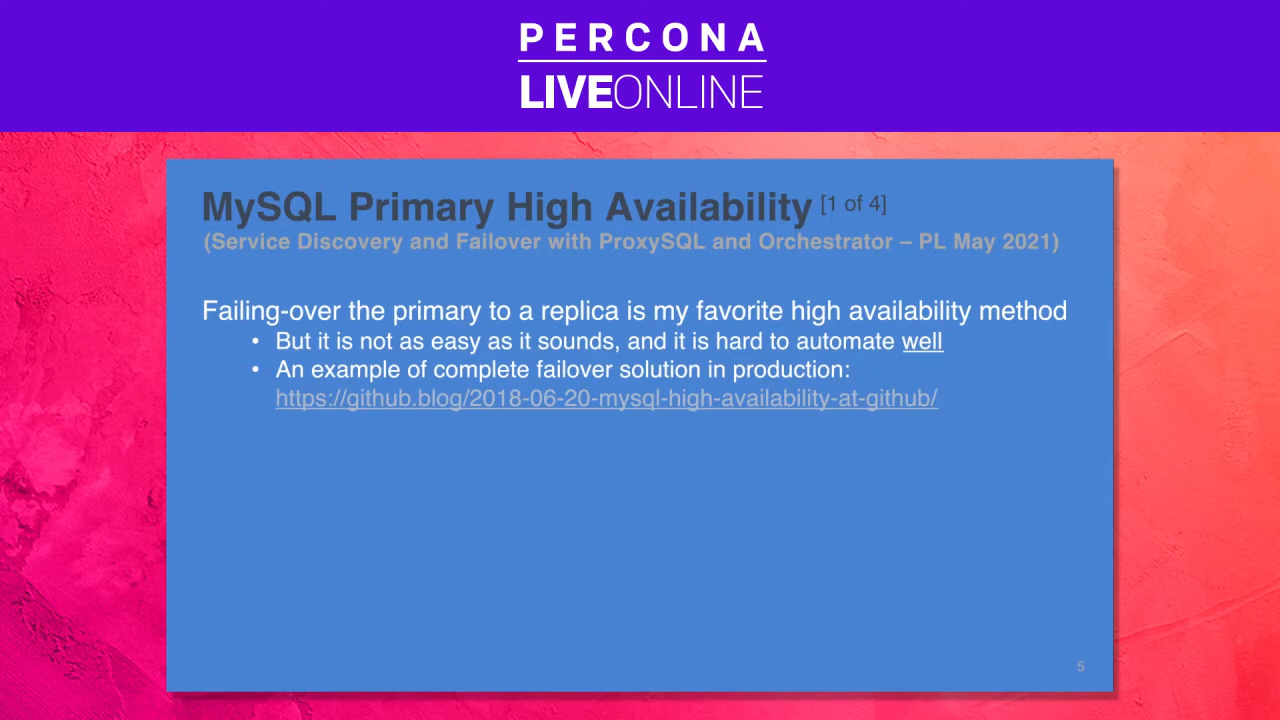 PERCONA
LIVEONLINE
MySQL Primary High Availability [1 of 4]
(Service Discovery and Failover with ProxySQL and Orchestrator – PL May 2021)
Failing-over the primary to a replica is my favorite high availability method
• But it is not as easy as it sounds, and it is hard to automate well
• An example of complete failover solution in production:
https://github.blog/2018-06-20-mysql-high-availability-at-github/
5